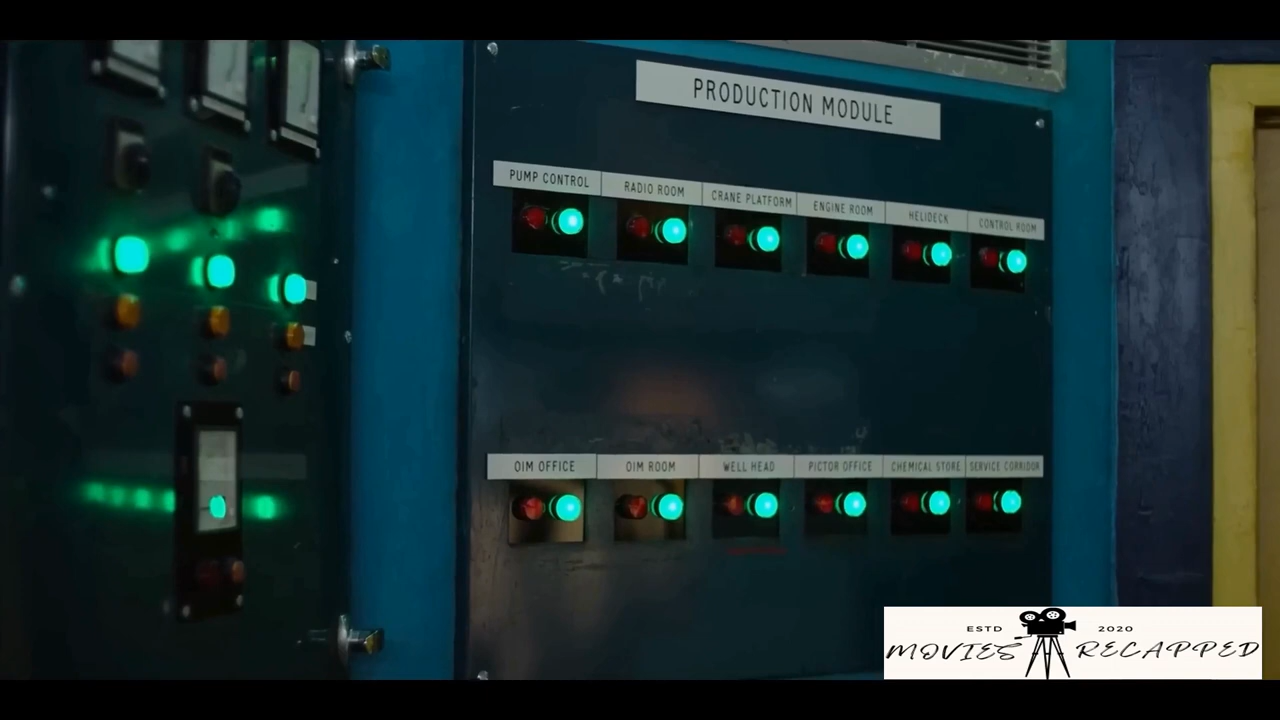 PRODUCTION MODULE
PUMP CONTROL
RADIO ROOM
CRANE PLATFORM
ENGINE ROOM
HELIDECK
CONTROL ROOM
OIM OFFICE
OIM ROOM
WELL HEAD
PICTOR OFFICE
CHEMICAL STORE
SERVICE CORRIDOR
ESTD 2020
MOVIES RECAPPED